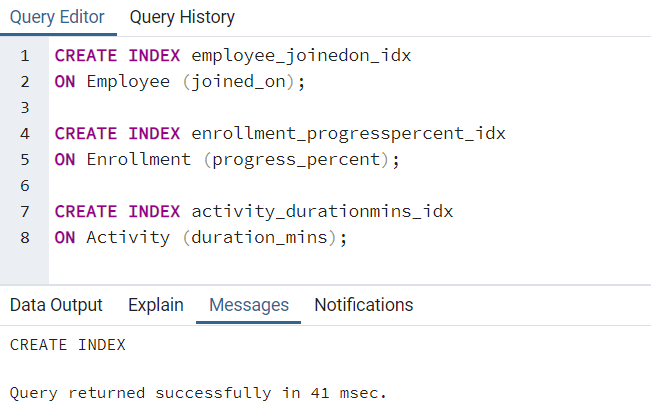 Query Editor Query History
1 CREATE INDEX employee_joinedon_idx
2 ON Employee (joined_on);
3
4 CREATE INDEX enrollment_progresspercent_idx
5 ON Enrollment (progress_percent);
6
7 CREATE INDEX activity_durationmins_idx
8 ON Activity (duration_mins);
Data Output Explain Messages Notifications
CREATE INDEX
Query returned successfully in 41 msec.